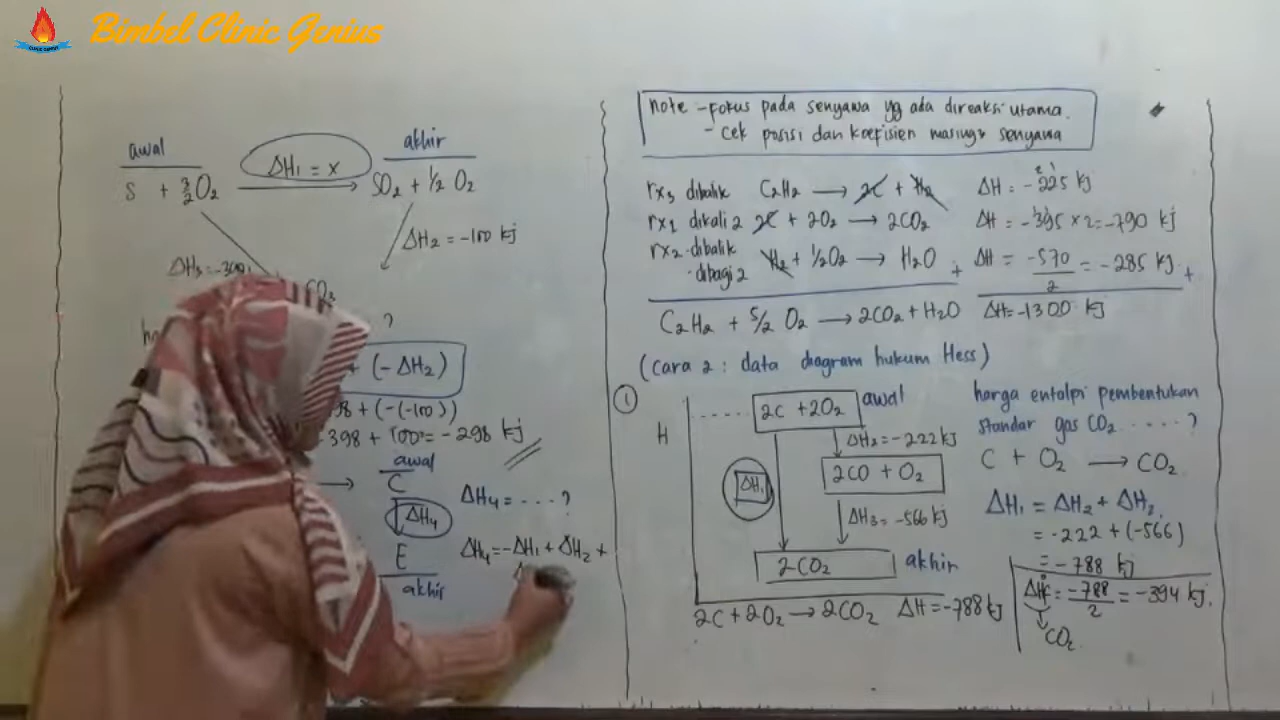 Bimbel Clinic Genius
awal
ΔH1 = x
akhir
S + 3/2 O2 → SO2 + 1/2 O2
ΔH2 = -100 kJ
ΔH3 = -39
?
(-ΔH2)
98 + (-(-100))
-398 + 100 = -298 kJ
awal
→ C
ΔH4 = .... ?
ΔH4
ΔH4 = -ΔH1 + ΔH2 +
E
akhir
note - Fokus pada senyawa yg ada direaksi utama.
- Cek posisi dan koefisien masing2 senyawa
rx3 dibalik C2H2 → 2C + H2 ΔH = -225 kJ
rx1 dikali 2 2C + 2O2 → 2CO2 ΔH = -395 x 2 = -790 kJ
rx2 · dibalik
· dibagi 2 H2 + 1/2 O2 → H2O + ΔH = -570/2 = -285 kJ +
C2H2 + 5/2 O2 → 2CO2 + H2O ΔH = -1300 kJ
(Cara 2 : data diagram hukum Hess)
1
H
2C + 2O2 awal
ΔH2 = -222 kJ
2CO + O2
ΔH1
ΔH3 = -566 kJ
2CO2 akhir
2C + 2O2 → 2CO2 ΔH = -788 kJ
harga entalpi pembentukan
standar gas CO2 ..... ?
C + O2 → CO2
ΔH1 = ΔH2 + ΔH2
= -222 + (-566)
= -788 kJ
ΔHf° = -788/2 = -394 kJ.
CO2